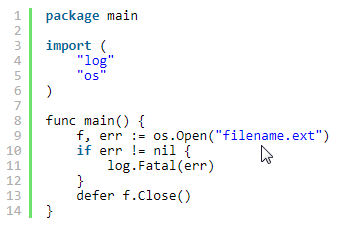 1 package main
2
3 import (
4     "log"
5     "os"
6 )
7
8 func main() {
9     f, err := os.Open("filename.ext")
10     if err != nil {
11         log.Fatal(err)
12     }
13     defer f.Close()
14 }